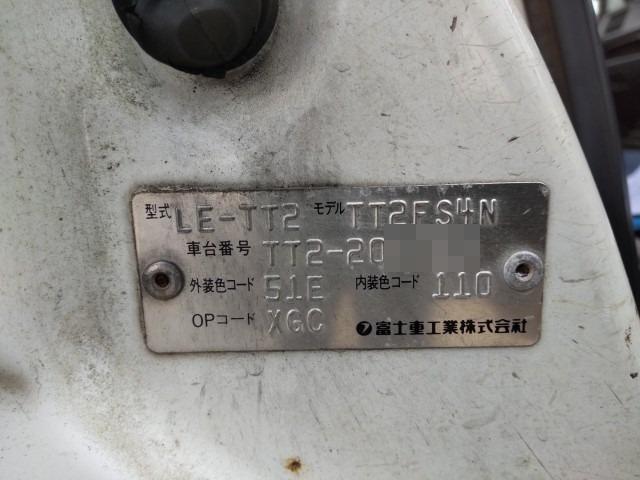 型式 LE-TT2 モデル TT2FS4N
車台番号 TT2-20
外装色コード 51E 内装色コード 110
OPコード XGC 富士重工業株式会社